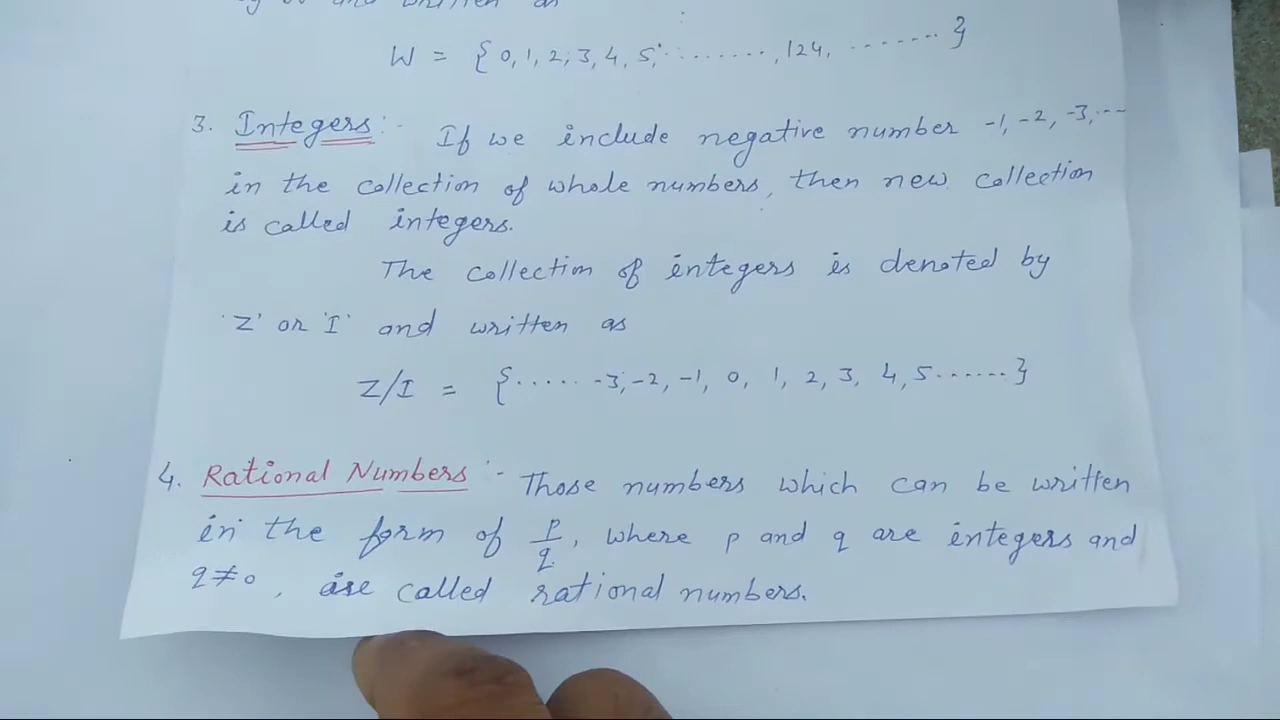 and written as
W = { 0, 1, 2, 3, 4, 5, ........., 124, ........ }
3. Integers :- If we include negative number -1, -2, -3, ...
in the collection of whole numbers, then new collection
is called integers.
The collection of integers is denoted by
'Z' or 'I' and written as
Z/I = {...... -3, -2, -1, 0, 1, 2, 3, 4, 5.......}
4. Rational Numbers :- Those numbers which can be written
in the form of p/q, where p and q are integers and
q≠0, are called rational numbers.